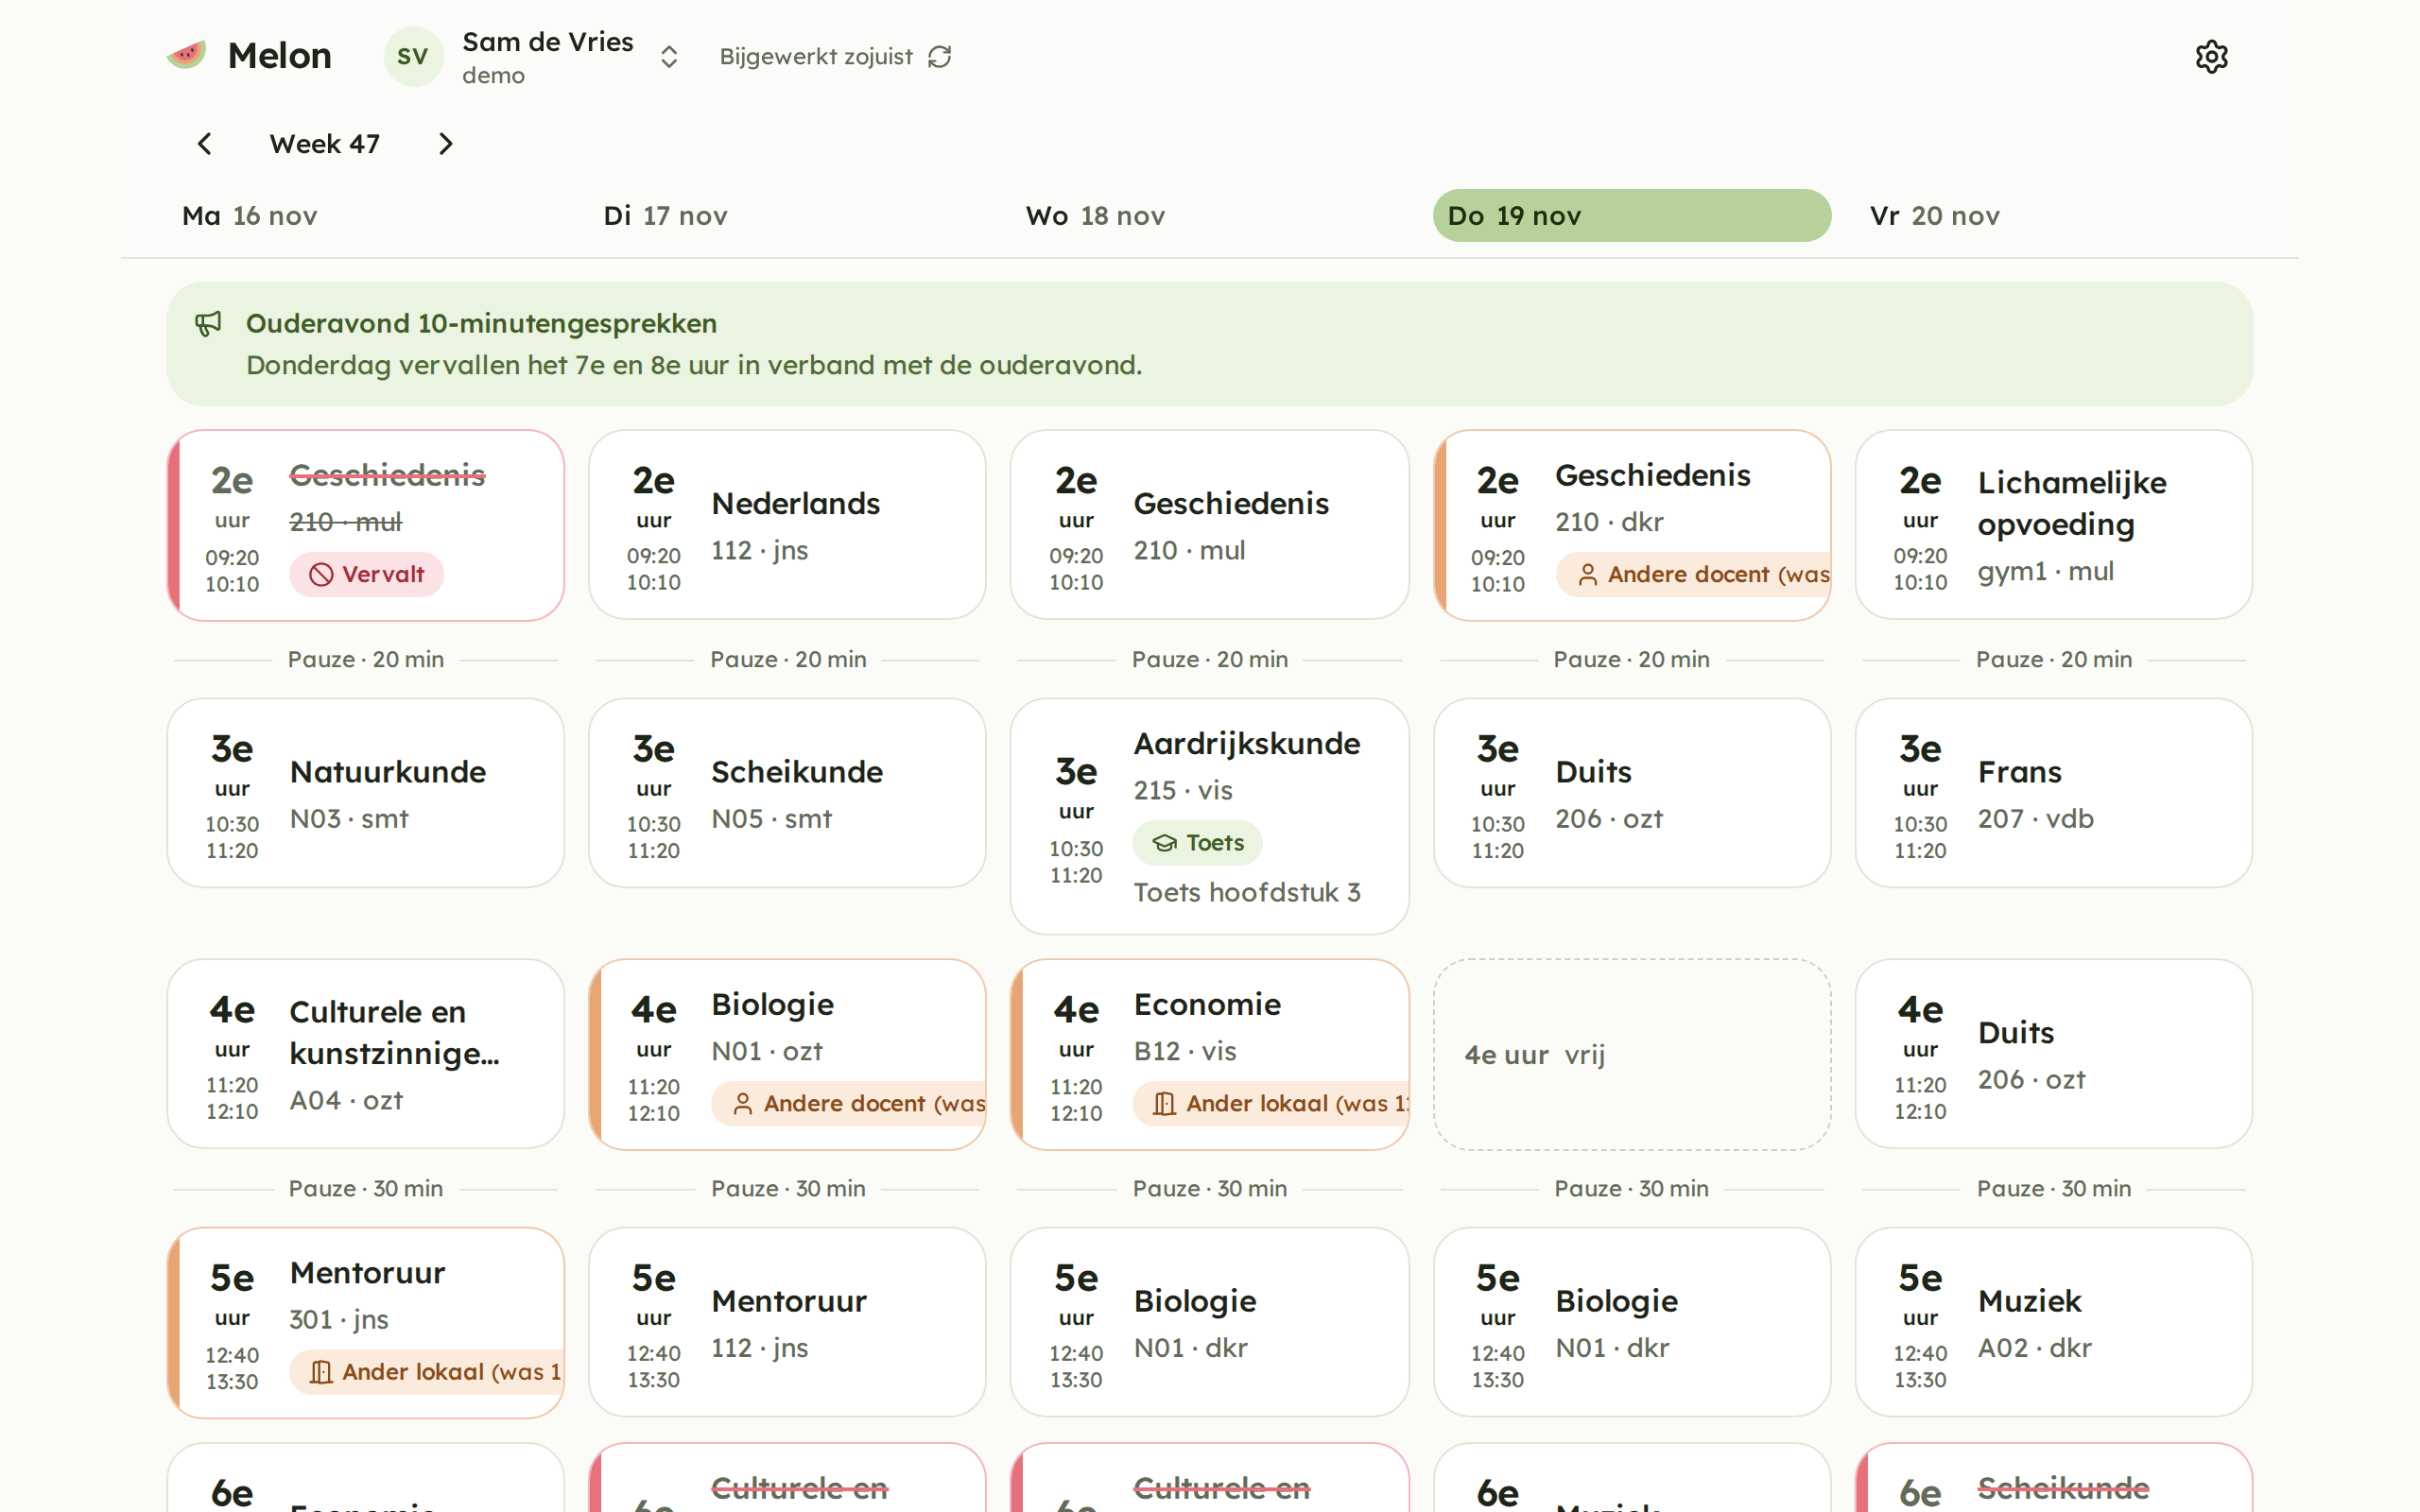 Melon
SV
Sam de Vries
demo
Bijgewerkt zojuist
Week 47
Ma 16 nov
Di 17 nov
Wo 18 nov
Do 19 nov
Vr 20 nov
Ouderavond 10-minutengesprekken
Donderdag vervallen het 7e en 8e uur in verband met de ouderavond.
2e
uur
09:20
10:10
Geschiedenis
210 · mul
Vervalt
2e
uur
09:20
10:10
Nederlands
112 · jns
2e
uur
09:20
10:10
Geschiedenis
210 · mul
2e
uur
09:20
10:10
Geschiedenis
210 · dkr
Andere docent (was
2e
uur
09:20
10:10
Lichamelijke
opvoeding
gym1 · mul
Pauze · 20 min
Pauze · 20 min
Pauze · 20 min
Pauze · 20 min
Pauze · 20 min
3e
uur
10:30
11:20
Natuurkunde
N03 · smt
3e
uur
10:30
11:20
Scheikunde
N05 · smt
3e
uur
10:30
11:20
Aardrijkskunde
215 · vis
Toets
Toets hoofdstuk 3
3e
uur
10:30
11:20
Duits
206 · ozt
3e
uur
10:30
11:20
Frans
207 · vdb
4e
uur
11:20
12:10
Culturele en
kunstzinnige...
A04 · ozt
4e
uur
11:20
12:10
Biologie
N01 · ozt
Andere docent (was
4e
uur
11:20
12:10
Economie
B12 · vis
Ander lokaal (was 1
4e uur vrij
4e
uur
11:20
12:10
Duits
206 · ozt
Pauze · 30 min
Pauze · 30 min
Pauze · 30 min
Pauze · 30 min
Pauze · 30 min
5e
uur
12:40
13:30
Mentoruur
301 · jns
Ander lokaal (was 1
5e
uur
12:40
13:30
Mentoruur
112 · jns
5e
uur
12:40
13:30
Biologie
N01 · dkr
5e
uur
12:40
13:30
Biologie
N01 · dkr
5e
uur
12:40
13:30
Muziek
A02 · dkr
6e
Economie
6e
Culturele en
6e
Culturele en
6e
Muziek
6e
Scheikunde